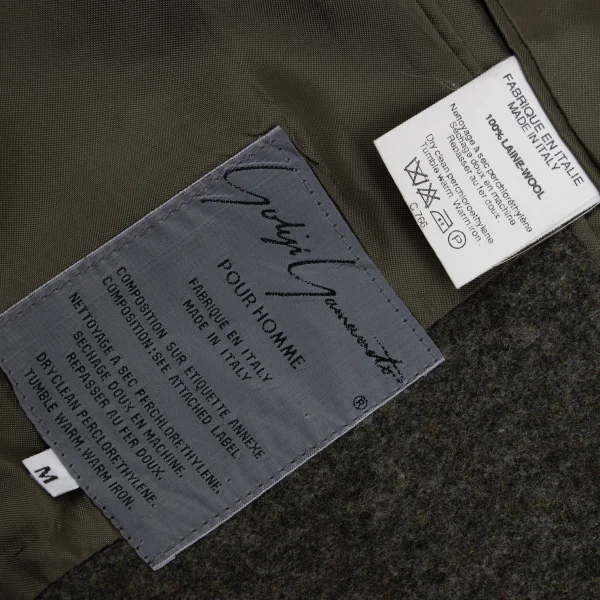 Yohji Yamamoto
POUR HOMME
®
FABRIQUE EN ITALY
MADE IN ITALY
COMPOSITION SUR ETIQUETTE ANNEXE
COMPOSITION:SEE ATTACHED LABEL
NETTOYAGE A SEC PERCHLORETHYLENE.
SECHAGE DOUX EN MACHINE.
REPASSER AU FER DOUX.
DRYCLEAN PERCLORETHYLENE.
TUMBLE WARM. WARM IRON.
M
FABRIQUE EN ITALIE
MADE IN ITALY
100% LAINE-WOOL
Nettoyage à sec perchloréthylène
Séchage doux en machine
Repasser au fer doux.
Dry clean perchloroethylene
Tumble warm. Warm iron.
P
C.766